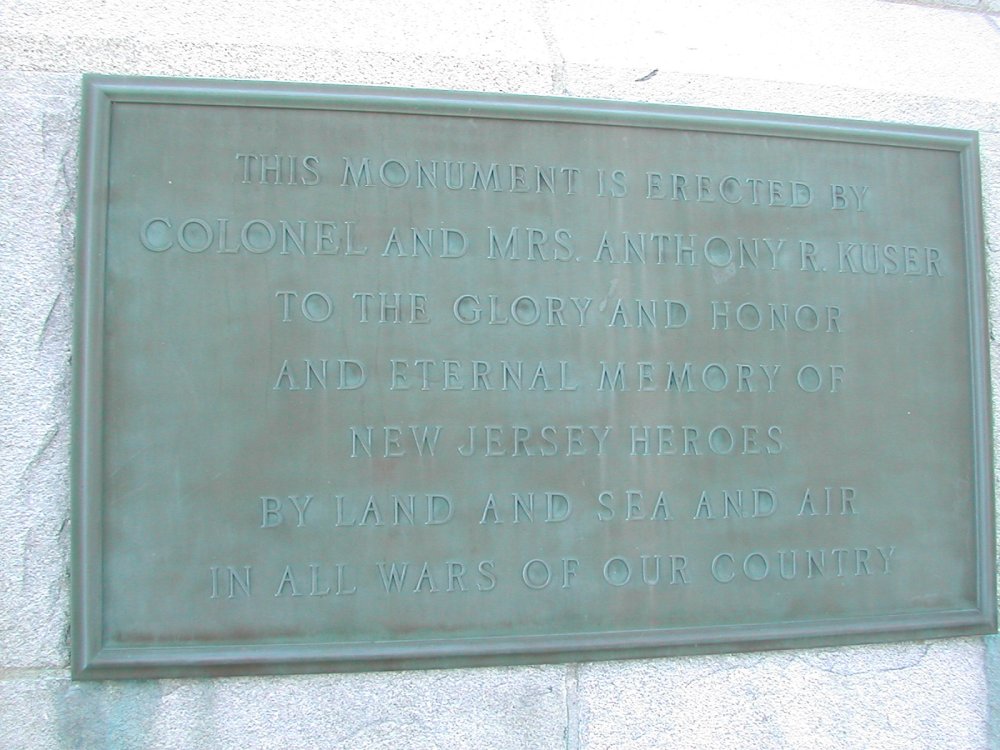 THIS MONUMENT IS ERECTED BY
COLONEL AND MRS. ANTHONY R. KUSER
TO THE GLORY AND HONOR
AND ETERNAL MEMORY OF
NEW JERSEY HEROES
BY LAND AND SEA AND AIR
IN ALL WARS OF OUR COUNTRY